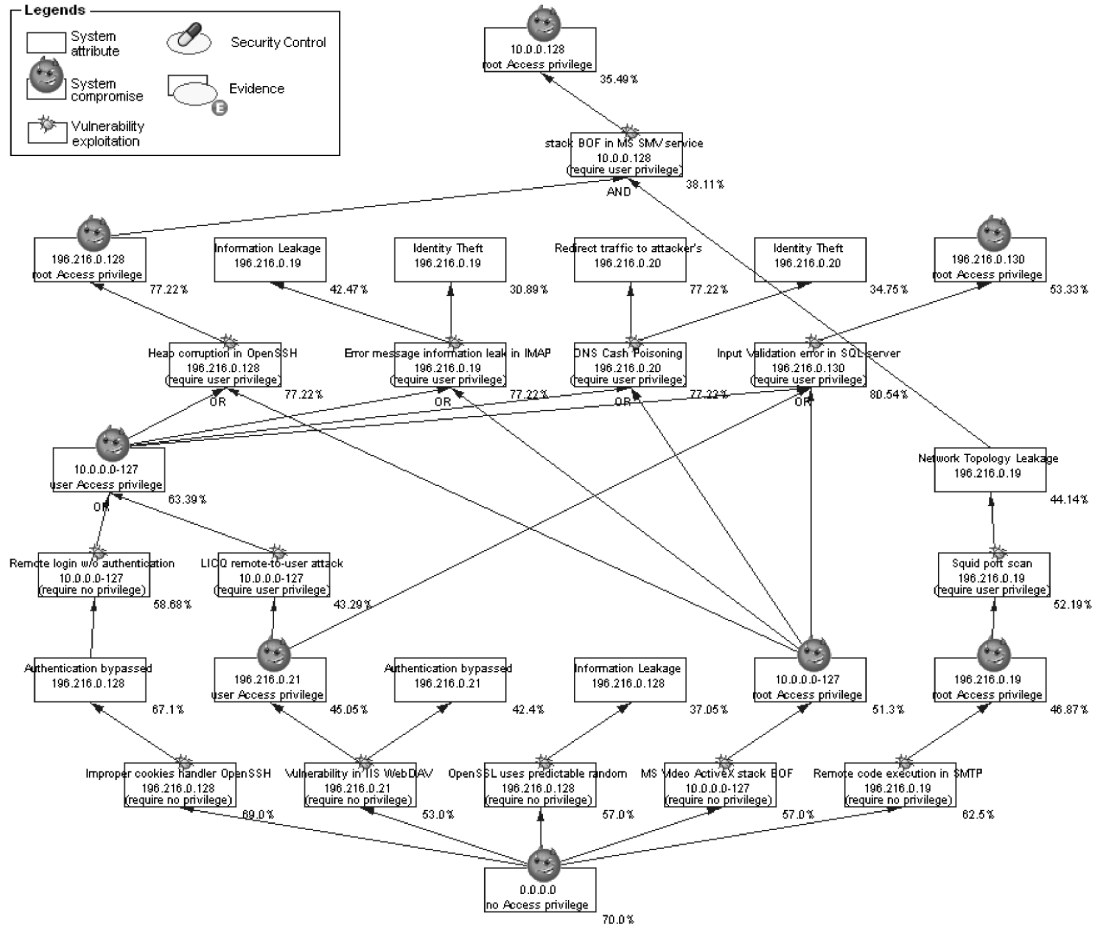 Legends
System
attribute
Security Control
System
compromise
Evidence
E
Vulnerability
exploitation
10.0.0.128
root Access privilege
35.49%
stack BOF in MS SMV service
10.0.0.128
(require user privilege)
38.11%
AND
196.216.0.128
root Access privilege
77.22%
Information Leakage
196.216.0.19
42.47%
Identity Theft
196.216.0.19
30.89%
Redirect traffic to attacker's
196.216.0.20
77.22%
Identity Theft
196.216.0.20
34.75%
196.216.0.130
root Access privilege
53.33%
Heap corruption in OpenSSH
196.216.0.128
(require user privilege)
77.22%
OR
Error message information leak in IMAP
196.216.0.19
(require user privilege)
77.22%
OR
DNS Cash Poisoning
196.216.0.20
(require user privilege)
77.22%
OR
Input Validation error in SQL server
196.216.0.130
(require user privilege)
80.54%
OR
10.0.0.0-127
user Access privilege
63.39%
OR
Network Topology Leakage
196.216.0.19
44.14%
Remote login w/o authentication
10.0.0.0-127
(require no privilege)
58.68%
LICQ remote-to-user attack
10.0.0.0-127
(require user privilege)
43.29%
Squid port scan
196.216.0.19
(require user privilege)
52.19%
Authentication bypassed
196.216.0.128
67.1%
196.216.0.21
user Access privilege
45.05%
Authentication bypassed
196.216.0.21
42.4%
Information Leakage
196.216.0.128
37.05%
10.0.0.0-127
root Access privilege
51.3%
196.216.0.19
root Access privilege
46.87%
Improper cookies handler OpenSSH
196.216.0.128
(require no privilege)
69.0%
Vulnerability in IIS WebDAV
196.216.0.21
(require no privilege)
53.0%
OpenSSL uses predictable random
196.216.0.128
(require no privilege)
57.0%
MS Video ActiveX stack BOF
10.0.0.0-127
(require no privilege)
57.0%
Remote code execution in SMTP
196.216.0.19
(require no privilege)
62.5%
0.0.0.0
no Access privilege
70.0%